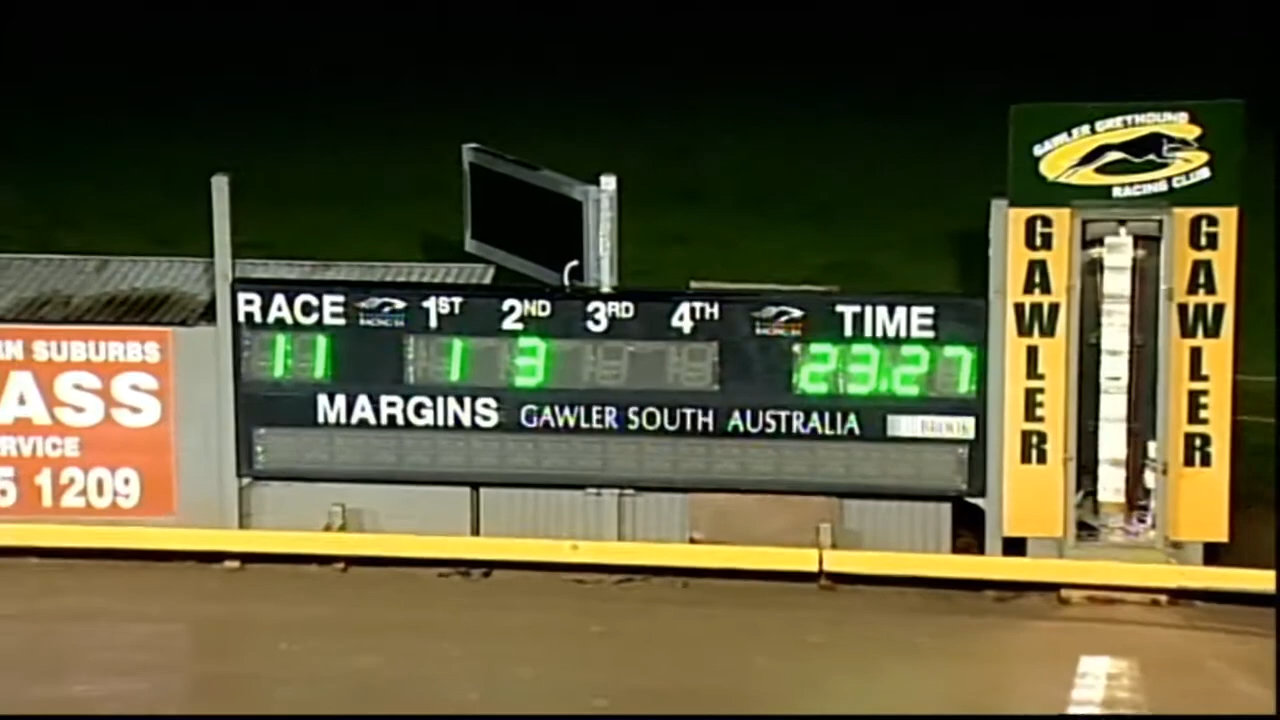 GAWLER GREYHOUND
RACING CLUB
GAWLER
GAWLER
RACE 1ST 2ND 3RD 4TH TIME
11 1 3 23.27
MARGINS GAWLER SOUTH AUSTRALIA
N SUBURBS
ASS
RVICE
5 1209